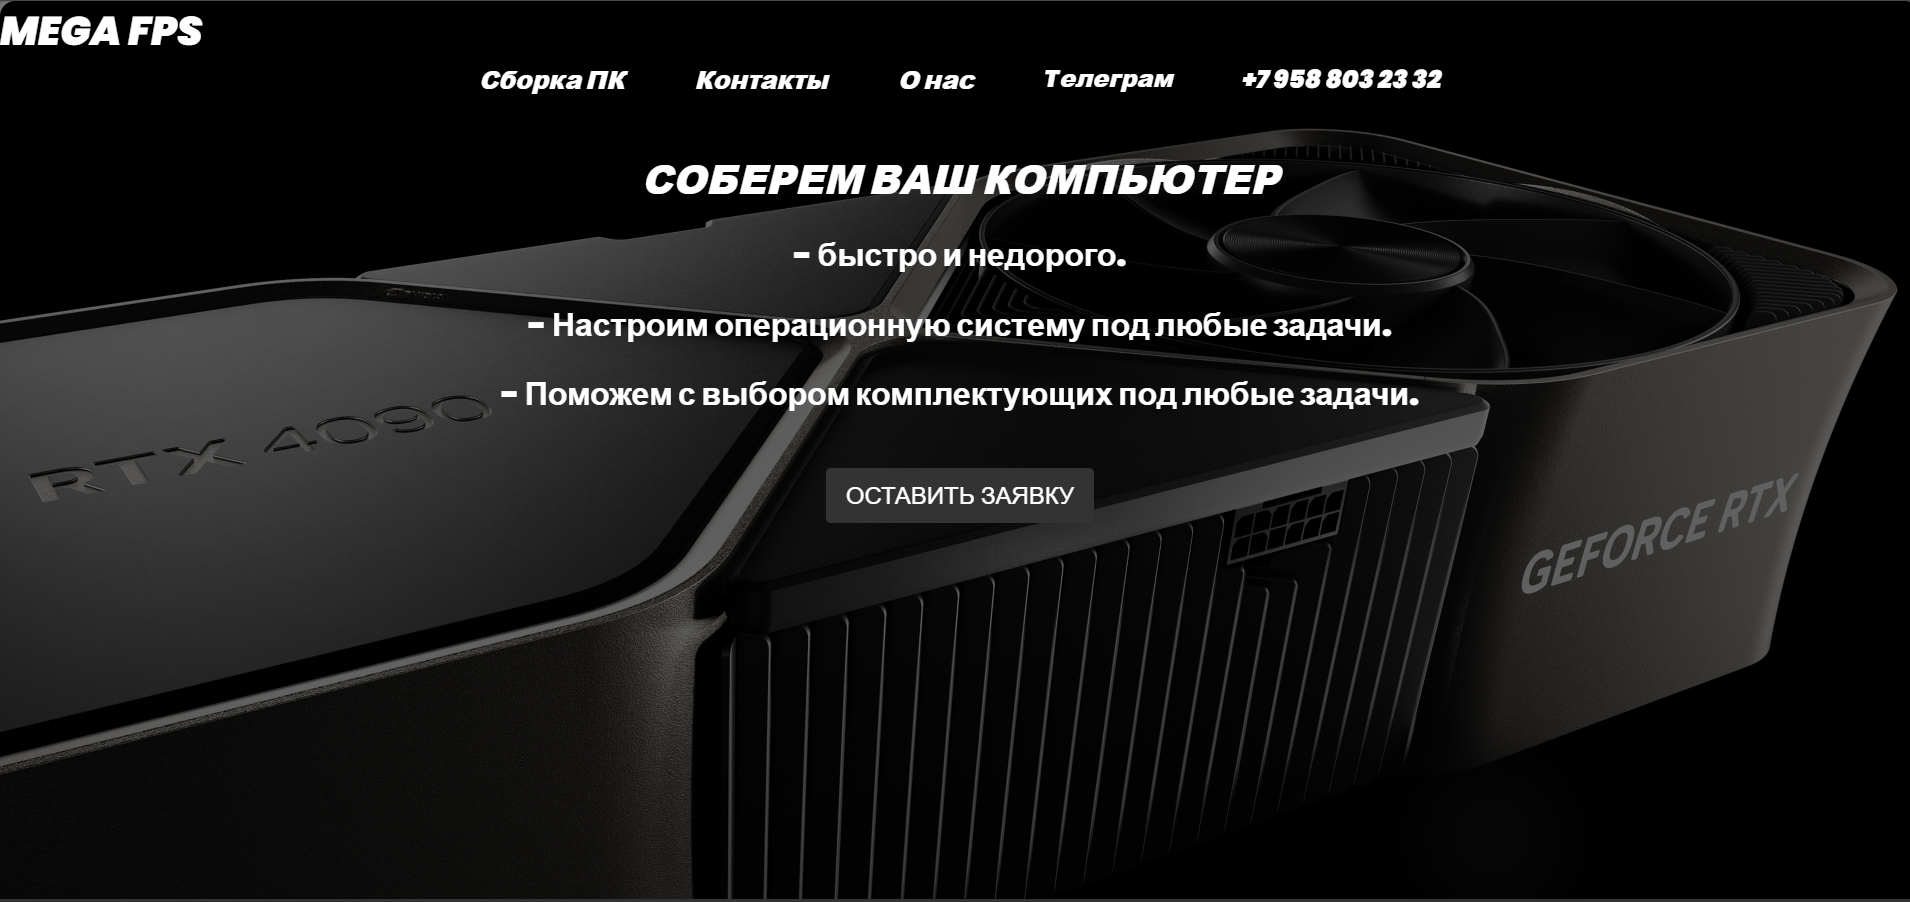 MEGA FPS
Сборка ПК Контакты О нас Телеграм +7 958 803 23 32
СОБЕРЕМ ВАШ КОМПЬЮТЕР
- быстро и недорого.
- Настроим операционную систему под любые задачи.
- Поможем с выбором комплектующих под любые задачи.
RTX 4090
ОСТАВИТЬ ЗАЯВКУ
GEFORCE RTX